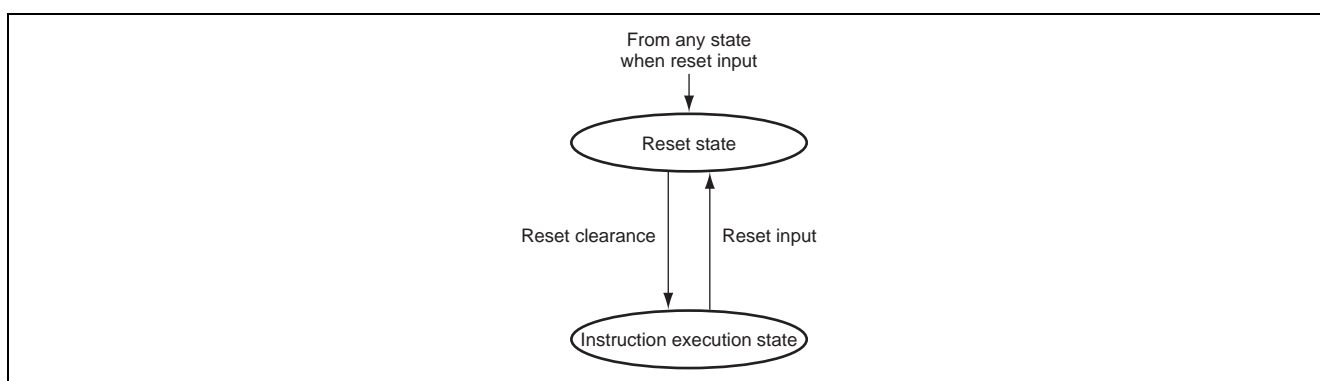 From any state
when reset input
Reset state
Reset clearance
Reset input
Instruction execution state